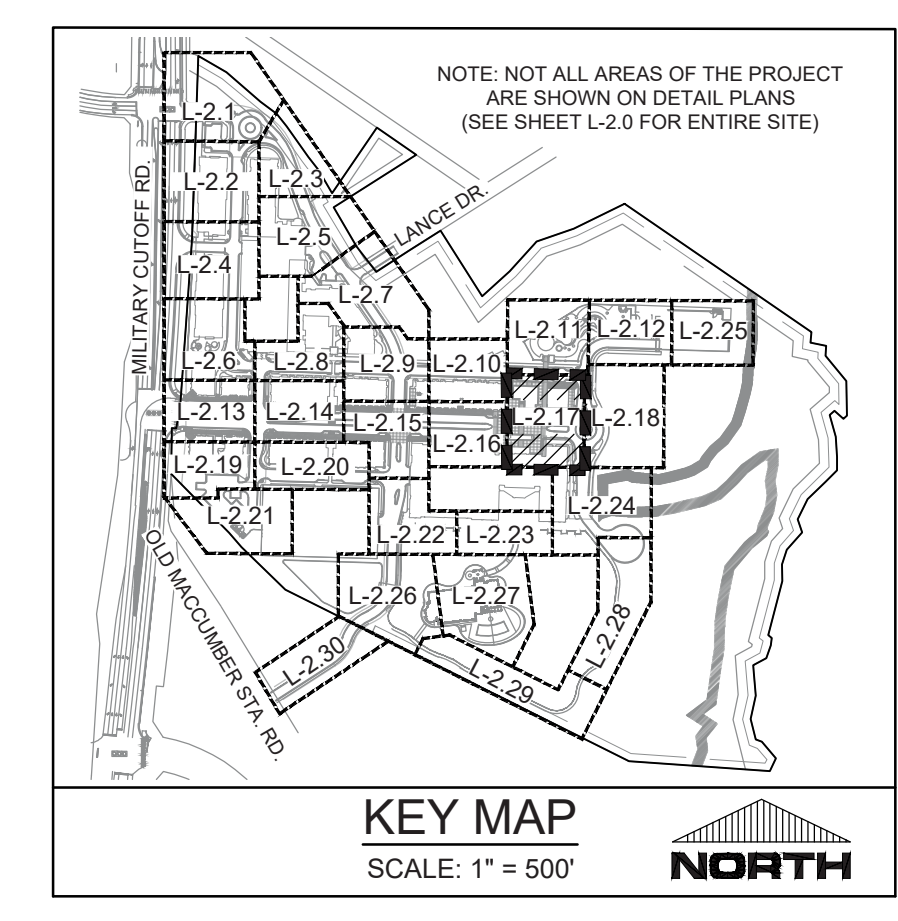 NOTE: NOT ALL AREAS OF THE PROJECT
ARE SHOWN ON DETAIL PLANS
(SEE SHEET L-2.0 FOR ENTIRE SITE)
MILITARY CUTOFF RD.
LANCE DR.
OLD MACCUMBER STA. RD.
L-2.1
L-2.2
L-2.3
L-2.4
L-2.5
L-2.6
L-2.7
L-2.8
L-2.9
L-2.10
L-2.11
L-2.12
L-2.25
L-2.13
L-2.14
L-2.15
L-2.16
L-2.17
L-2.18
L-2.19
L-2.20
L-2.21
L-2.22
L-2.23
L-2.24
L-2.26
L-2.27
L-2.28
L-2.29
L-2.30
KEY MAP
SCALE: 1" = 500'
NORTH